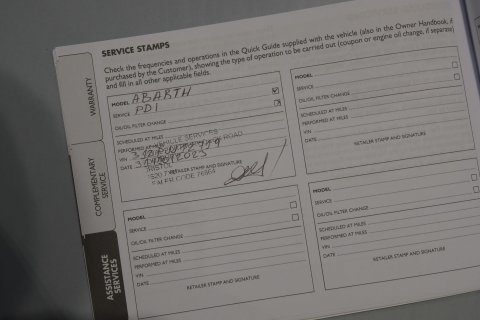 SERVICE STAMPS
Check the frequencies and operations in the Quick Guide supplied with the vehicle (also in the Owner Handbook, if
purchased by the Customer), showing the type of operation to be carried out (coupon or engine oil change, if separate)
and fill in all other applicable fields.
WARRANTY
COMPLEMENTARY
SERVICE
ASSISTANCE
SERVICES
MODEL ABARTH
SERVICE PDI
OIL/OIL FILTER CHANGE
SCHEDULED AT MILES
PERFORMED AT MILES
VIN
DATE
SERVICES
ROAD
RETAILER STAMP AND SIGNATURE
CODE
MODEL
SERVICE
OIL/OIL FILTER CHANGE
SCHEDULED AT MILES
PERFORMED AT MILES
VIN
DATE
RETAILER STAMP AND SIGNATURE
MODEL
SERVICE
OIL/OIL FILTER CHANGE
SCHEDULED AT MILES
PERFORMED AT MILES
VIN
DATE
RETAILER STAMP AND SIGNATURE
MODEL
SERVICE
OIL/OIL FILTER CHANGE
SCHEDULED AT MILES
PERFORMED AT MILES
VIN
DATE
RETAILER STAMP AND SIGNATURE